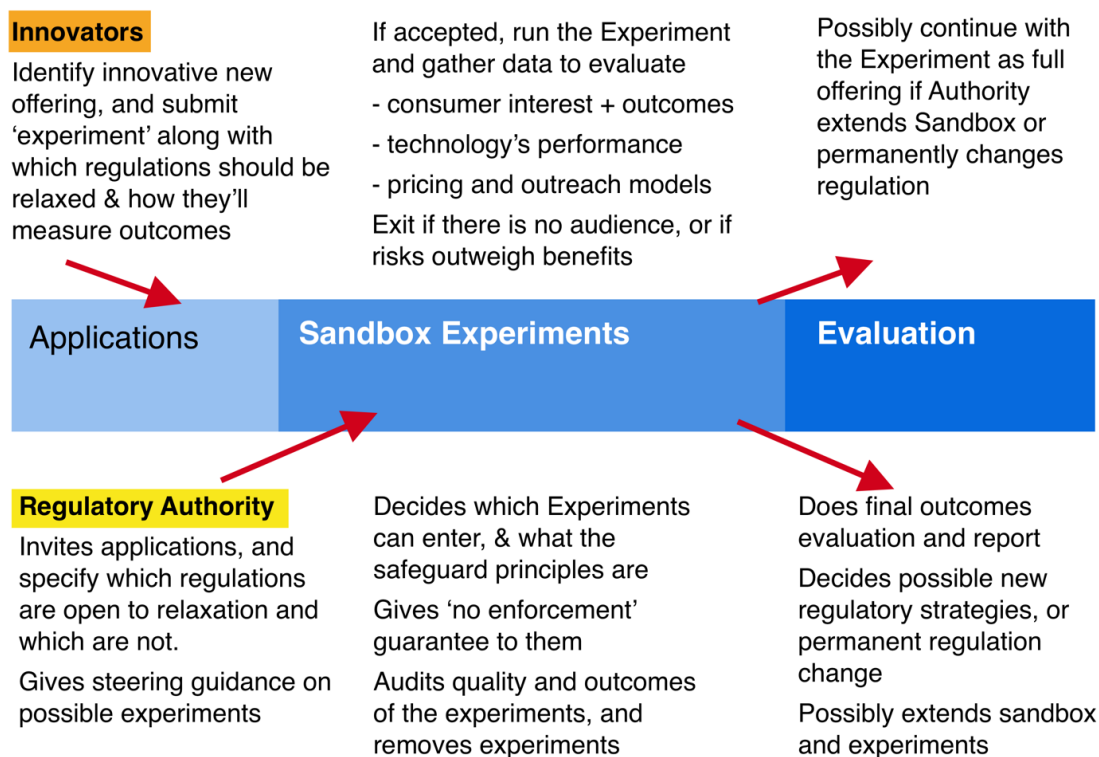 Innovators
Identify innovative new
offering, and submit
‘experiment’ along with
which regulations should be
relaxed & how they’ll
measure outcomes
If accepted, run the Experiment
and gather data to evaluate
- consumer interest + outcomes
- technology’s performance
- pricing and outreach models
Exit if there is no audience, or if
risks outweigh benefits
Possibly continue with
the Experiment as full
offering if Authority
extends Sandbox or
permanently changes
regulation
Applications
Sandbox Experiments
Evaluation
Regulatory Authority
Invites applications, and
specify which regulations
are open to relaxation and
which are not.
Gives steering guidance on
possible experiments
Decides which Experiments
can enter, & what the
safeguard principles are
Gives ‘no enforcement’
guarantee to them
Audits quality and outcomes
of the experiments, and
removes experiments
Does final outcomes
evaluation and report
Decides possible new
regulatory strategies, or
permanent regulation
change
Possibly extends sandbox
and experiments